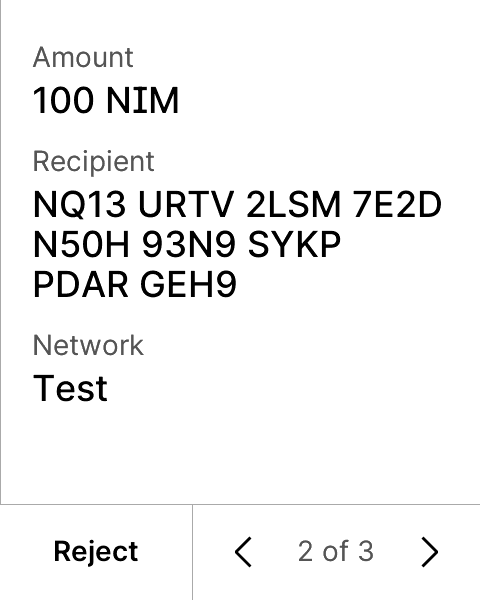 Amount
100 NIM
Recipient
NQ13 URTV 2LSM 7E2D
N50H 93N9 SYKP
PDAR GEH9
Network
Test
Reject
2 of 3